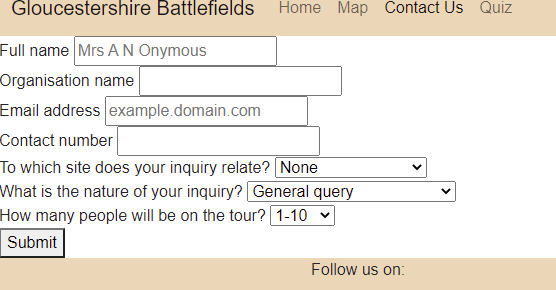 Gloucestershire Battlefields Home Map Contact Us Quiz
Full name Mrs A N Onymous
Organisation name
Email address example.domain.com
Contact number
To which site does your inquiry relate? None
What is the nature of your inquiry? General query
How many people will be on the tour? 1-10
Submit
Follow us on: